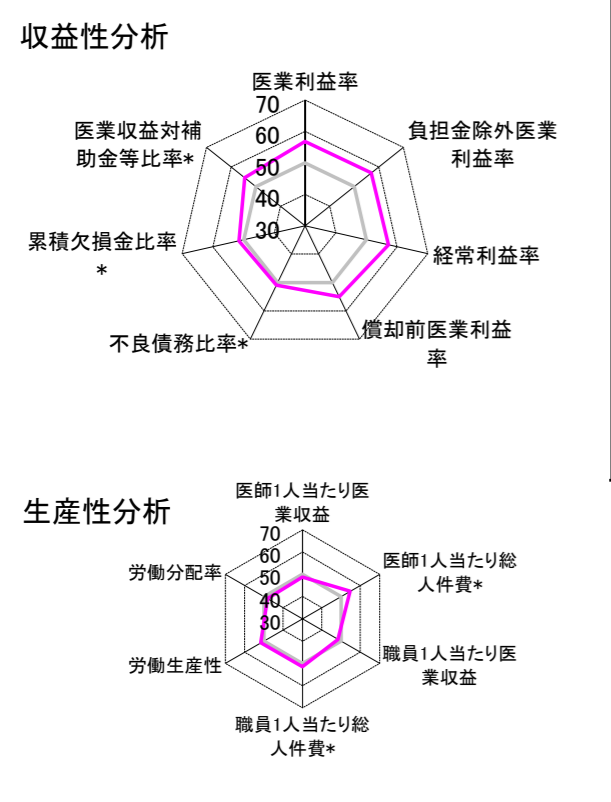 収益性分析
医業利益率
70
60
50
40
30
負担金除外医業
利益率
経常利益率
償却前医業利益
率
不良債務比率*
累積欠損金比率
*
医業収益対補
助金等比率*
生産性分析
医師1人当たり医
業収益
70
60
50
40
30
医師1人当たり総
人件費*
職員1人当たり医
業収益
職員1人当たり総
人件費*
労働生産性
労働分配率